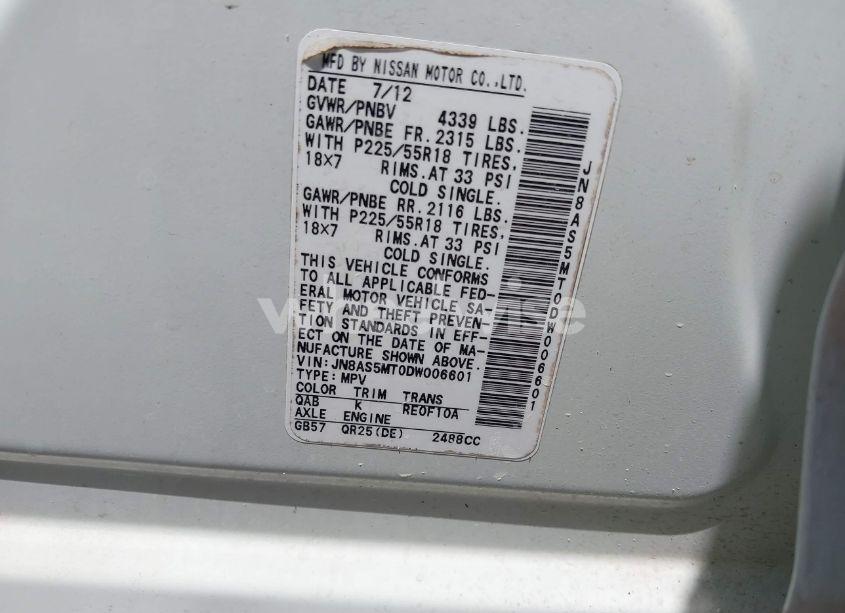 MFD BY NISSAN MOTOR CO.,LTD.
DATE 7/12
GVWR/PNBV 4339 LBS.
GAWR/PNBE FR. 2315 LBS.
WITH P225/55R18 TIRES,
18×7 RIMS.AT 33 PSI
COLD SINGLE.
GAWR/PNBE RR. 2116 LBS.
WITH P225/55R18 TIRES,
18×7 RIMS.AT 33 PSI
COLD SINGLE.
THIS VEHICLE CONFORMS
TO ALL APPLICABLE FED-
ERAL MOTOR VEHICLE SA-
FETY AND THEFT PREVEN-
TION STANDARDS IN EFF-
ECT ON THE DATE OF MA-
NUFACTURE SHOWN ABOVE.
VIN:JN8AS5MT0DW006601
TYPE:MPV
COLOR TRIM TRANS
QAB K RE0F10A
AXLE ENGINE
GB57 QR25(DE) 2488CC
JN8AS5MT0DW006601